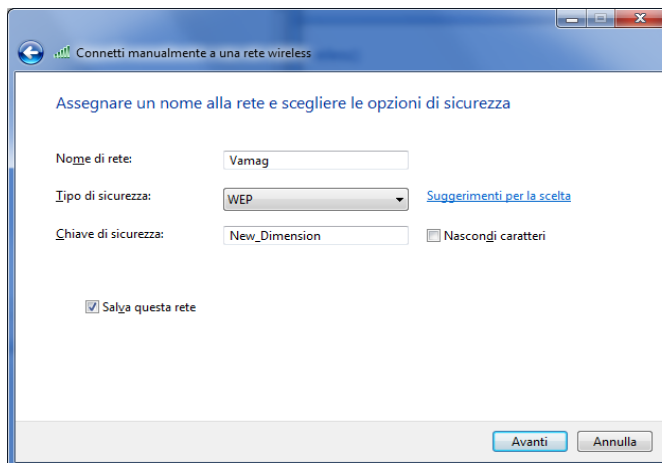 Connetti manualmente a una rete wireless
Assegnare un nome alla rete e scegliere le opzioni di sicurezza
Nome di rete: Vamag
Tipo di sicurezza: WEP Suggerimenti per la scelta
Chiave di sicurezza: New_Dimension Nascondi caratteri
Salva questa rete
Avanti Annulla